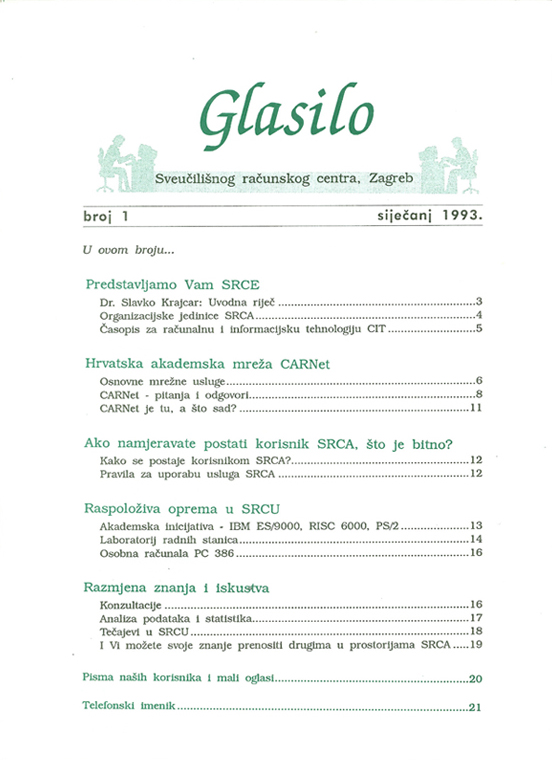 Glasilo
Sveučilišnog računskog centra, Zagreb
broj 1 siječanj 1993.
U ovom broju...
Predstavljamo Vam SRCE
Dr. Slavko Krajcar: Uvodna riječ ........3
Organizacijske jedinice SRCA........4
Časopis za računalnu i informacijsku tehnologiju CIT ........5
Hrvatska akademska mreža CARNet
Osnovne mrežne usluge........6
CARNet - pitanja i odgovori........8
CARNet je tu, a što sad? ........11
Ako namjeravate postati korisnik SRCA, što je bitno?
Kako se postaje korisnikom SRCA?........12
Pravila za uporabu usluga SRCA ........12
Raspoloživa oprema u SRCU
Akademska inicijativa - IBM ES/9000, RISC 6000, PS/2 ........13
Laboratorij radnih stanica........14
Osobna računala PC 386........16
Razmjena znanja i iskustva
Konzultacije ........16
Analiza podataka i statistika........17
Tečajevi u SRCU ........18
I Vi možete svoje znanje prenositi drugima u prostorijama SRCA .....19
Pisma naših korisnika i mali oglasi........20
Telefonski imenik ........21